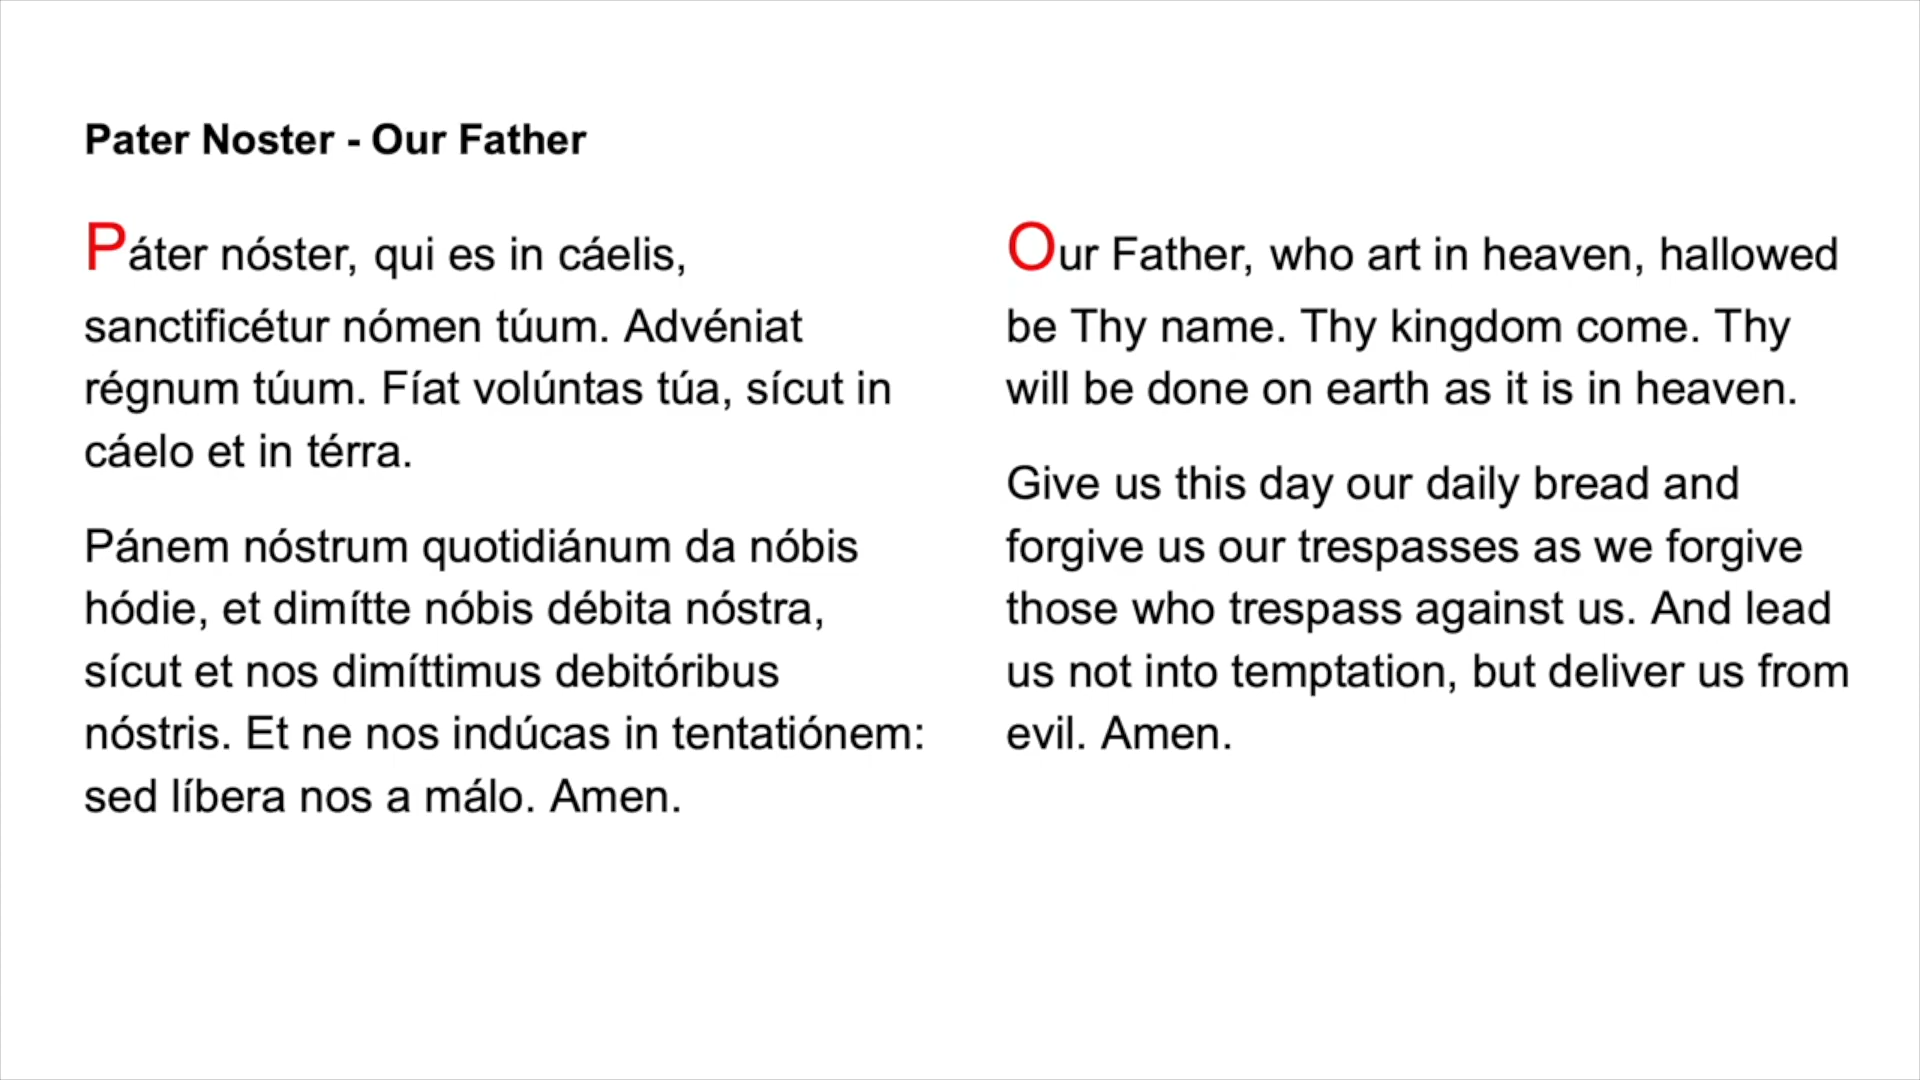 Pater Noster - Our Father
Páter nóster, qui es in cáelis,
sanctificétur nómen túum. Advéniat
régnum túum. Fíat volúntas túa, sícut in
cáelo et in térra.
Pánem nóstrum quotidiánum da nóbis
hódie, et dimítte nóbis débita nóstra,
sícut et nos dimíttimus debitóribus
nóstris. Et ne nos indúcas in tentatiónem:
sed líbera nos a málo. Amen.
Our Father, who art in heaven, hallowed
be Thy name. Thy kingdom come. Thy
will be done on earth as it is in heaven.
Give us this day our daily bread and
forgive us our trespasses as we forgive
those who trespass against us. And lead
us not into temptation, but deliver us from
evil. Amen.